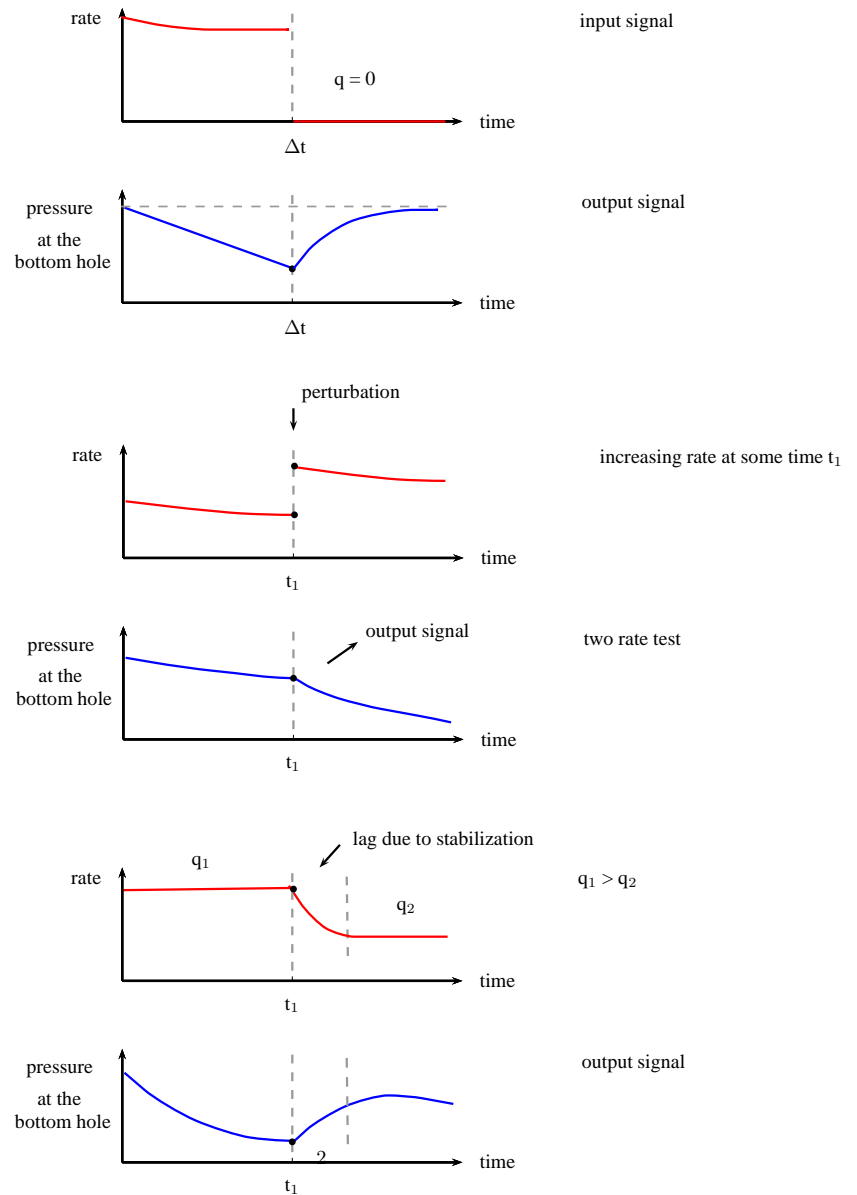 rate
input signal
q = 0
time
Δt
pressure
at the
bottom hole
output signal
time
Δt
perturbation
rate
increasing rate at some time t₁
time
t₁
pressure
at the
bottom hole
output signal
two rate test
time
t₁
lag due to stabilization
q₁
rate
q₁ > q₂
q₂
time
t₁
pressure
at the
bottom hole
output signal
2
time
t₁